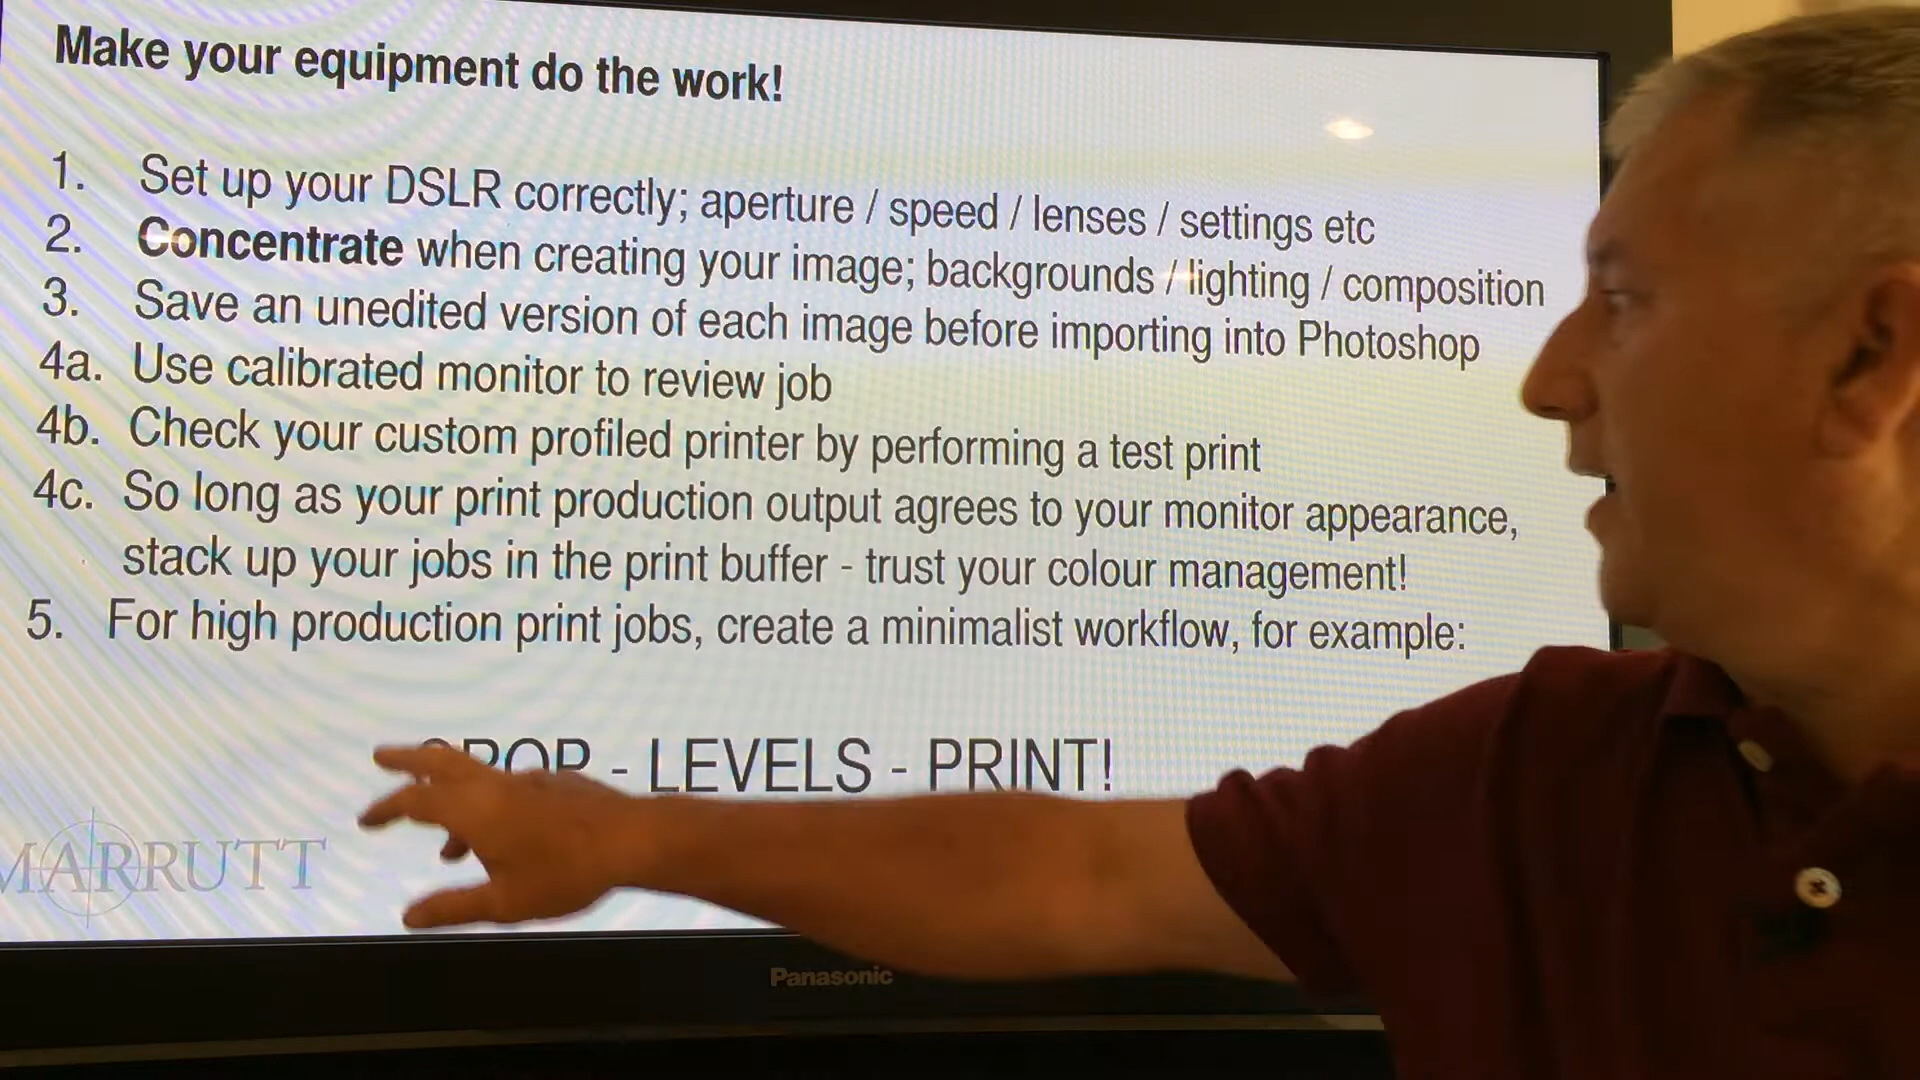 Make your equipment do the work!
1. Set up your DSLR correctly; aperture / speed / lenses / settings etc
2. Concentrate when creating your image; backgrounds / lighting / composition
3. Save an unedited version of each image before importing into Photoshop
4a. Use calibrated monitor to review job
4b. Check your custom profiled printer by performing a test print
4c. So long as your print production output agrees to your monitor appearance,
stack up your jobs in the print buffer - trust your colour management!
5. For high production print jobs, create a minimalist workflow, for example:
CROP - LEVELS - PRINT!
MARRUTT
Panasonic